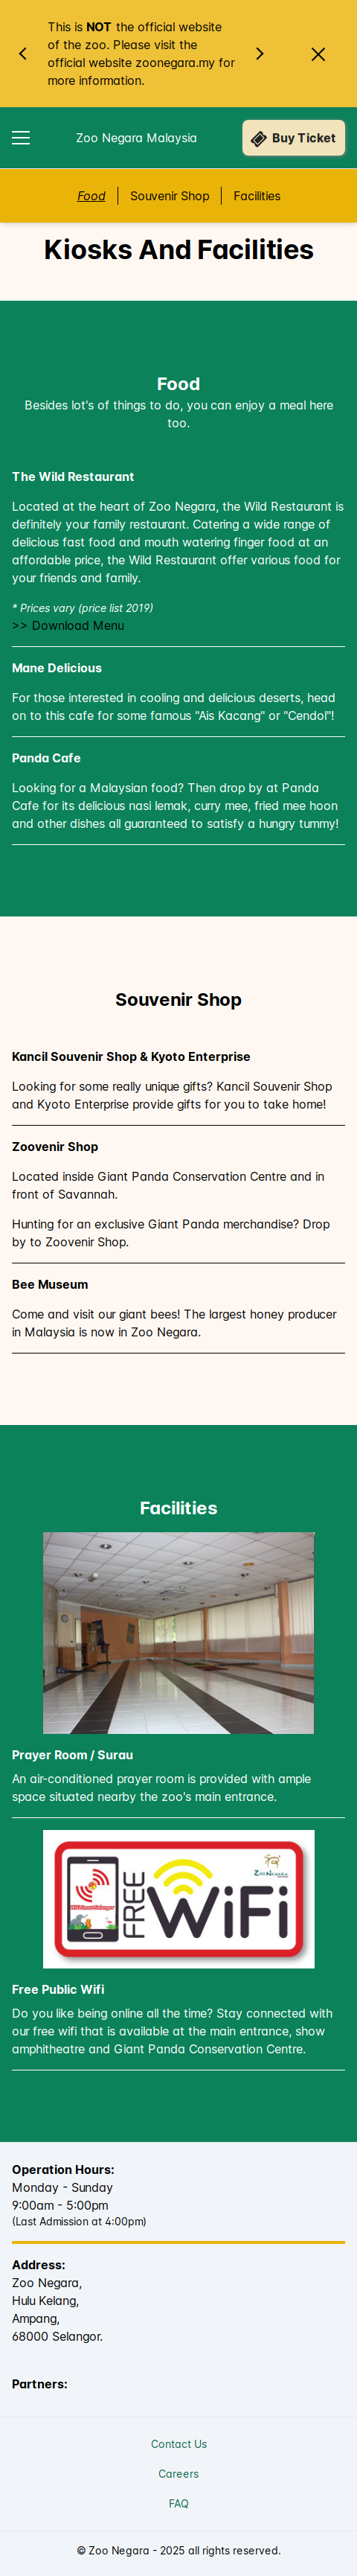 This is NOT the official website
of the zoo. Please visit the
official website zoonegara.my for
more information.
Zoo Negara Malaysia
Buy Ticket
Food
Souvenir Shop
Facilities
Kiosks And Facilities
Food
Besides lot's of things to do, you can enjoy a meal here
too.
The Wild Restaurant
Located at the heart of Zoo Negara, the Wild Restaurant is
definitely your family restaurant. Catering a wide range of
delicious fast food and mouth watering finger food at an
affordable price, the Wild Restaurant offer various food for
your friends and family.
* Prices vary (price list 2019)
>> Download Menu
Mane Delicious
For those interested in cooling and delicious deserts, head
on to this cafe for some famous "Ais Kacang" or "Cendol"!
Panda Cafe
Looking for a Malaysian food? Then drop by at Panda
Cafe for its delicious nasi lemak, curry mee, fried mee hoon
and other dishes all guaranteed to satisfy a hungry tummy!
Souvenir Shop
Kancil Souvenir Shop & Kyoto Enterprise
Looking for some really unique gifts? Kancil Souvenir Shop
and Kyoto Enterprise provide gifts for you to take home!
Zoovenir Shop
Located inside Giant Panda Conservation Centre and in
front of Savannah.
Hunting for an exclusive Giant Panda merchandise? Drop
by to Zoovenir Shop.
Bee Museum
Come and visit our giant bees! The largest honey producer
in Malaysia is now in Zoo Negara.
Facilities
Prayer Room / Surau
An air-conditioned prayer room is provided with ample
space situated nearby the zoo's main entrance.
FREE
WiFi
ZOO NEGARA
Free Public Wifi
Do you like being online all the time? Stay connected with
our free wifi that is available at the main entrance, show
amphitheatre and Giant Panda Conservation Centre.
Operation Hours:
Monday - Sunday
9:00am - 5:00pm
(Last Admission at 4:00pm)
Address:
Zoo Negara,
Hulu Kelang,
Ampang,
68000 Selangor.
Partners:
Contact Us
Careers
FAQ
© Zoo Negara - 2025 all rights reserved.